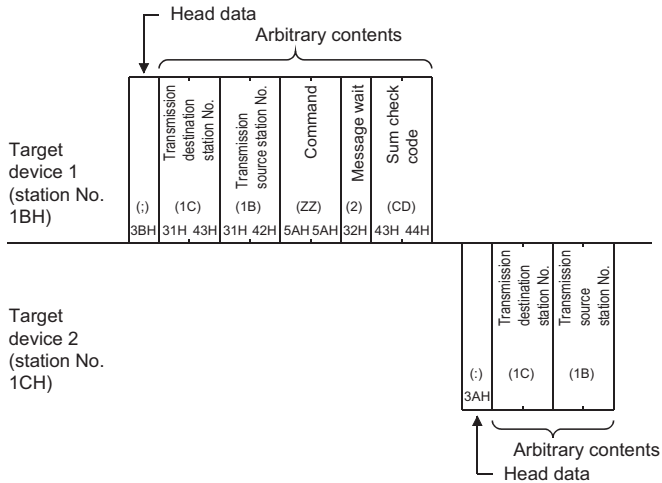 Head data
Arbitrary contents
Target
device 1
(station No.
1BH)
Transmission
destination
station No.
Transmission
source station No.
Command
Message wait
Sum check
code
(;) (1C) (1B) (ZZ) (2) (CD)
3BH 31H 43H 31H 42H 5AH 5AH 32H 43H 44H
Target
device 2
(station No.
1CH)
Transmission
destination
station No.
Transmission
source
station No.
(:) (1C) (1B)
3AH
Arbitrary contents
Head data